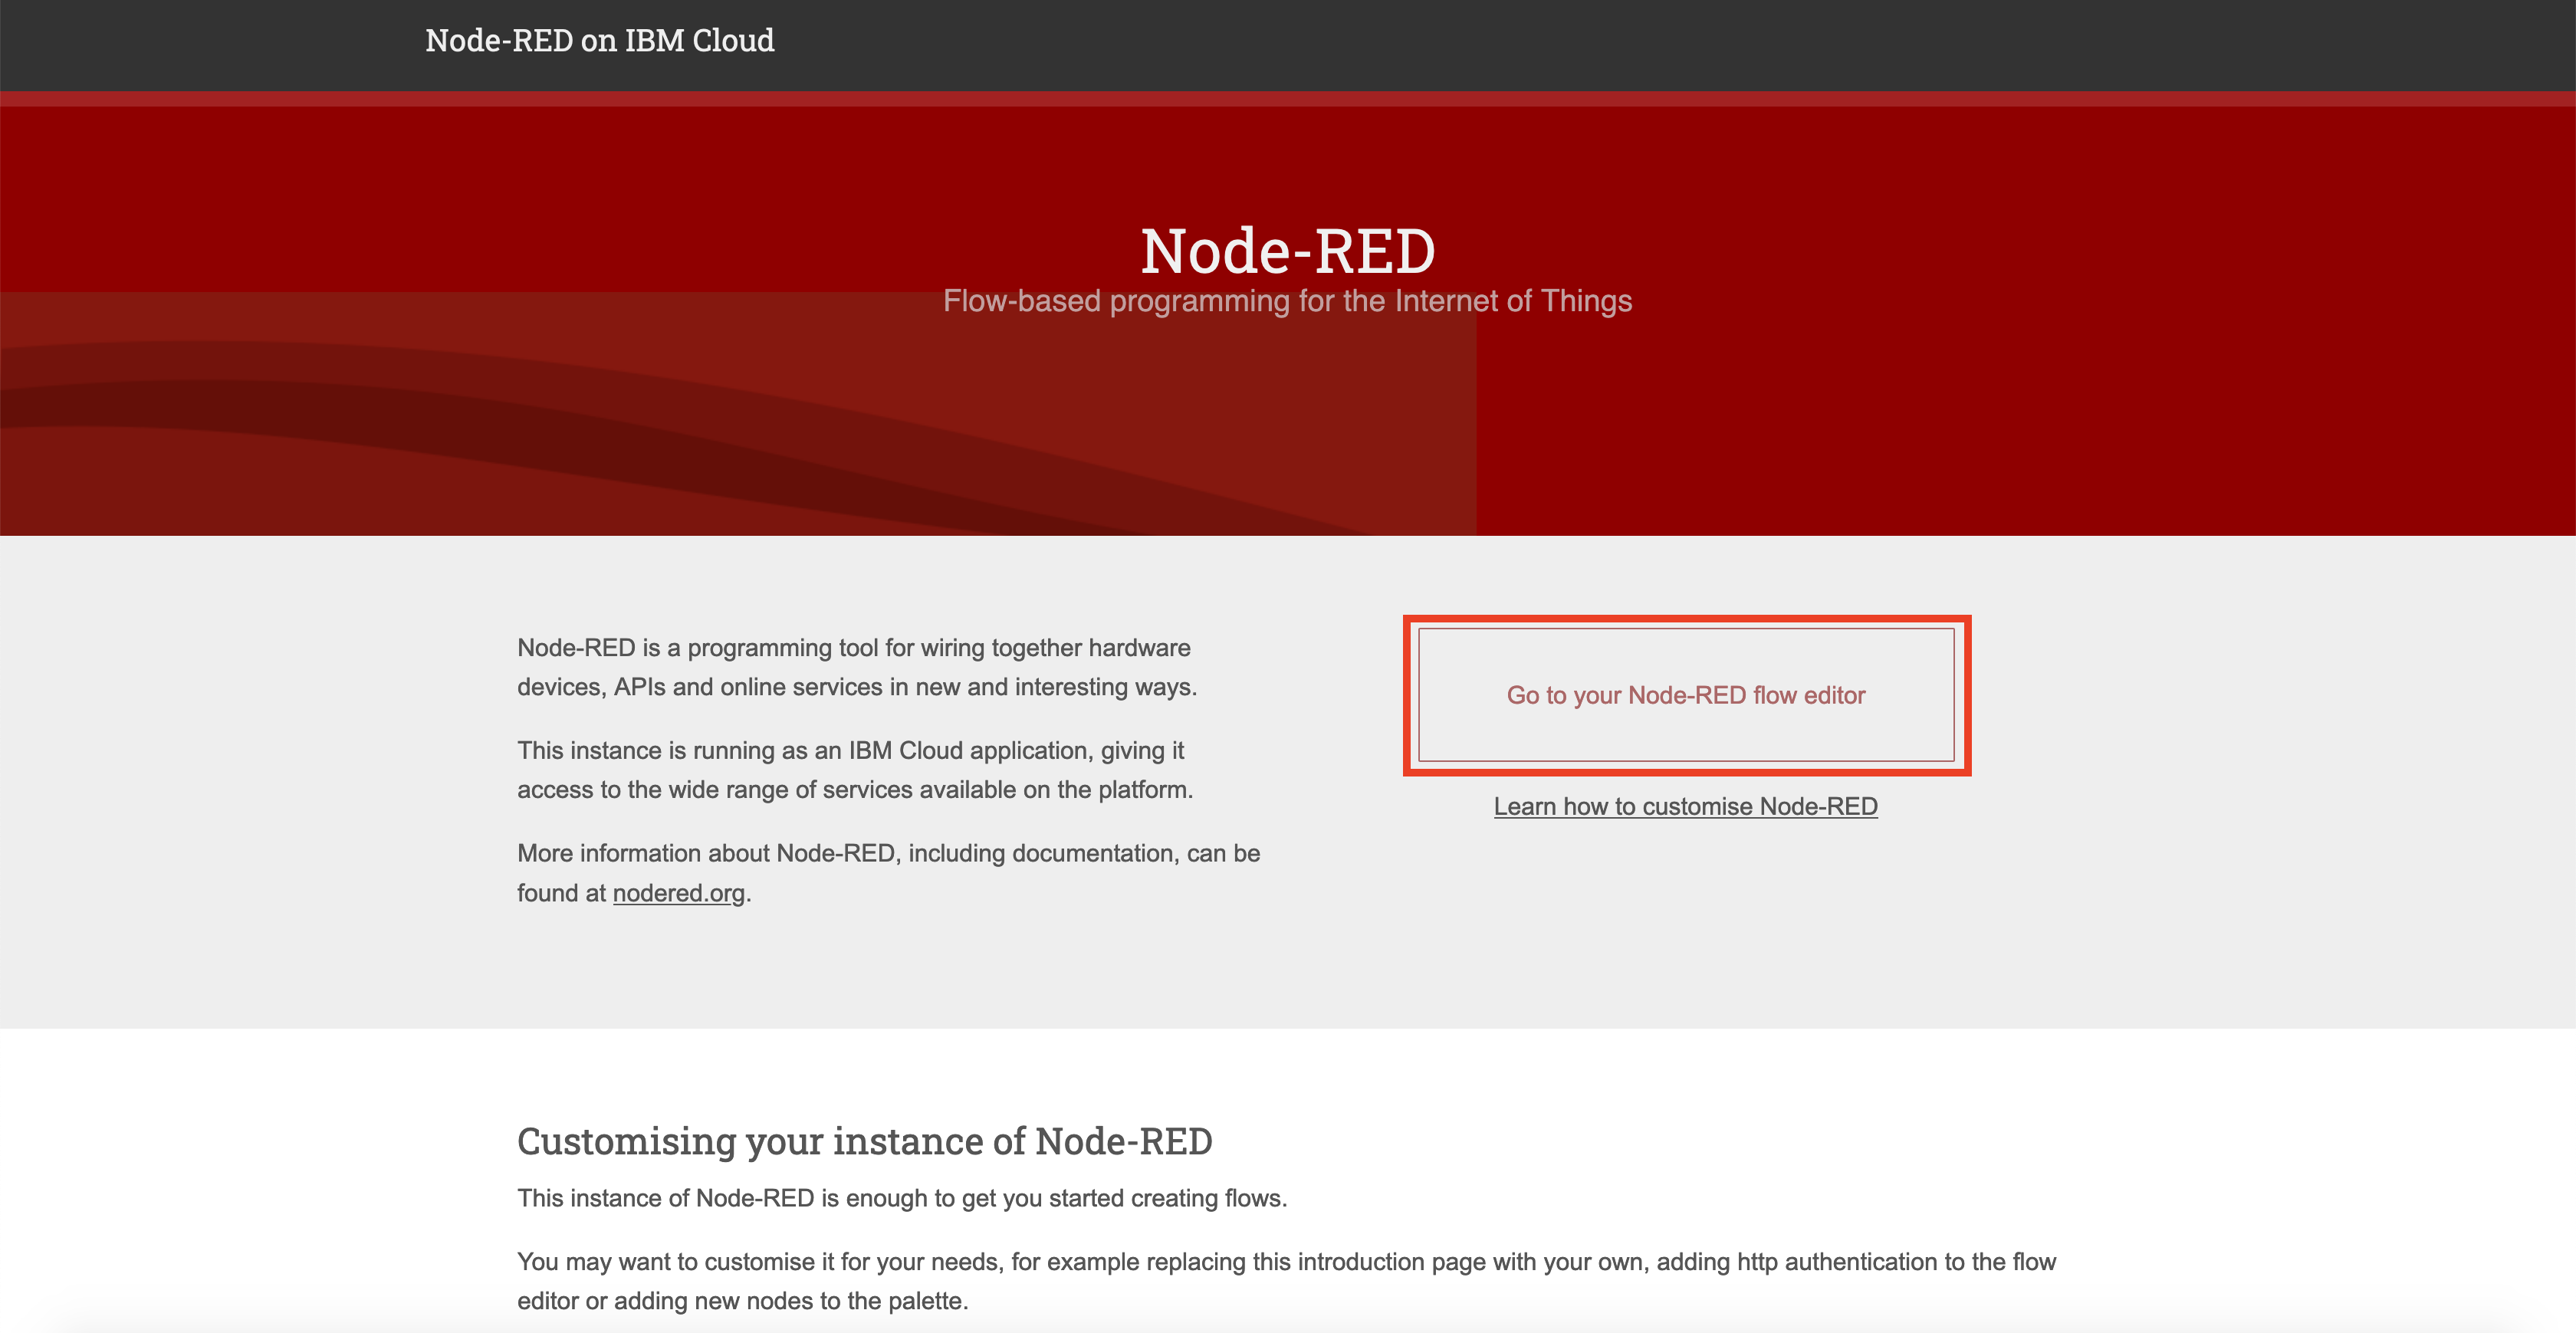 Node-RED on IBM Cloud
Node-RED
Flow-based programming for the Internet of Things
Node-RED is a programming tool for wiring together hardware
devices, APIs and online services in new and interesting ways.
This instance is running as an IBM Cloud application, giving it
access to the wide range of services available on the platform.
More information about Node-RED, including documentation, can be
found at nodered.org.
Go to your Node-RED flow editor
Learn how to customise Node-RED
Customising your instance of Node-RED
This instance of Node-RED is enough to get you started creating flows.
You may want to customise it for your needs, for example replacing this introduction page with your own, adding http authentication to the flow
editor or adding new nodes to the palette.